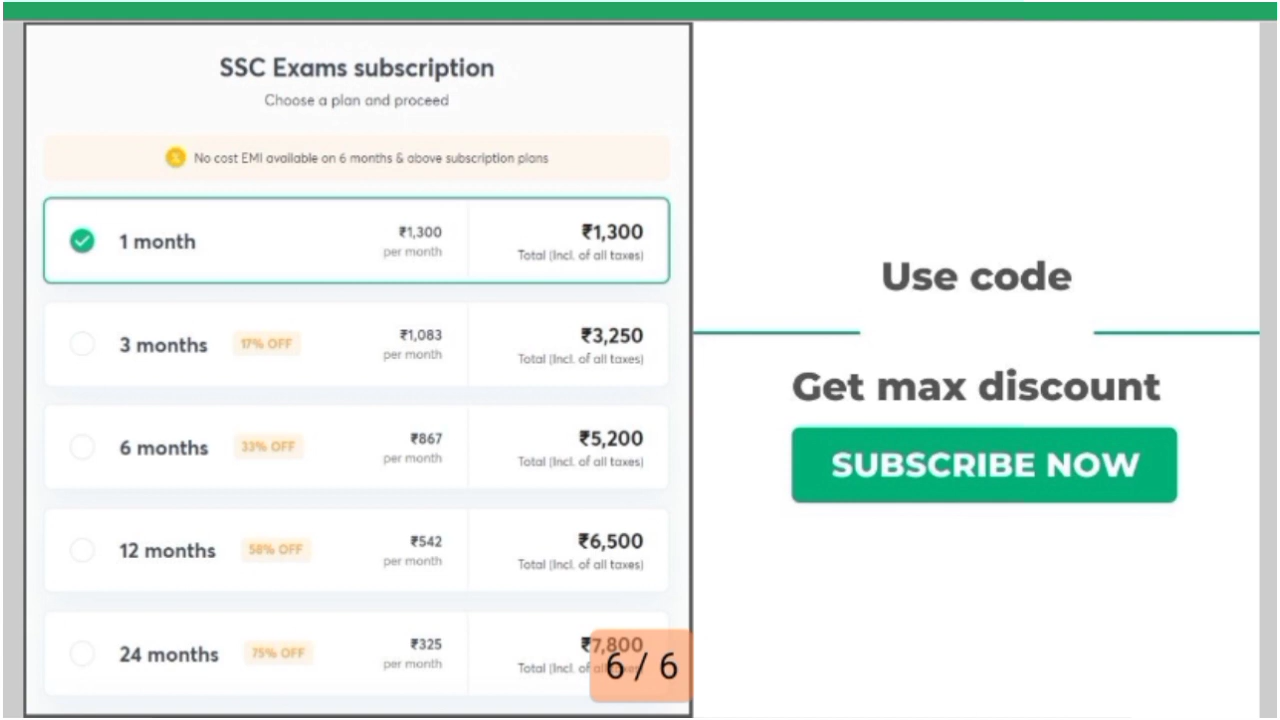 SSC Exams subscription
Choose a plan and proceed
No cost EMI available on 6 months & above subscription plans
1 month ₹1,300 per month ₹1,300 Total (Incl. of all taxes)
3 months 17% OFF ₹1,083 per month ₹3,250 Total (Incl. of all taxes)
6 months 33% OFF ₹867 per month ₹5,200 Total (Incl. of all taxes)
12 months 58% OFF ₹542 per month ₹6,500 Total (Incl. of all taxes)
24 months 75% OFF ₹325 per month ₹7,800 Total (Incl. of all taxes)
6 / 6
Use code
Get max discount
SUBSCRIBE NOW